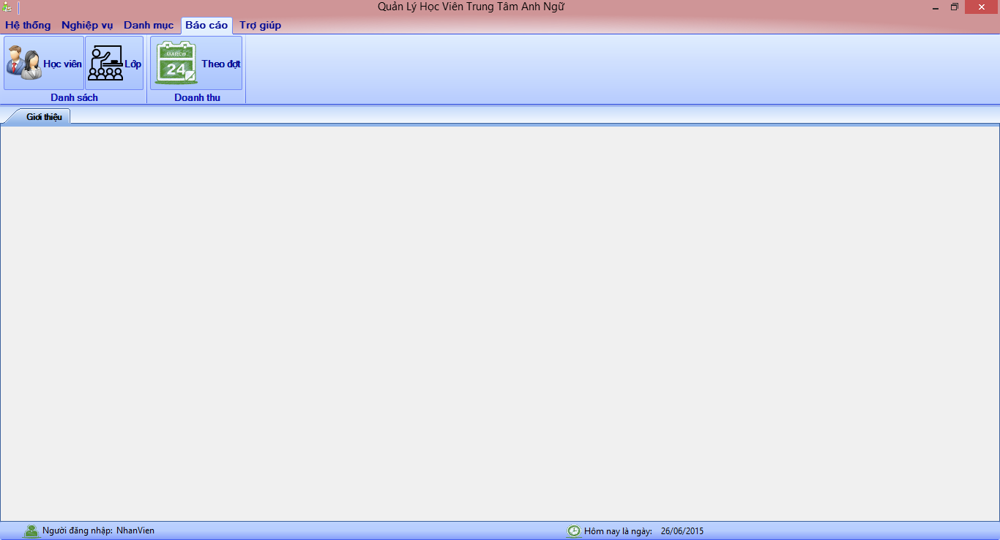 Quản Lý Học Viên Trung Tâm Anh Ngữ
Hệ thống Nghiệp vụ Danh mục Báo cáo Trợ giúp
Học viên Lớp MARCH 24 Theo đợt
Danh sách Doanh thu
Giới thiệu
Người đăng nhập: NhanVien Hôm nay là ngày: 26/06/2015